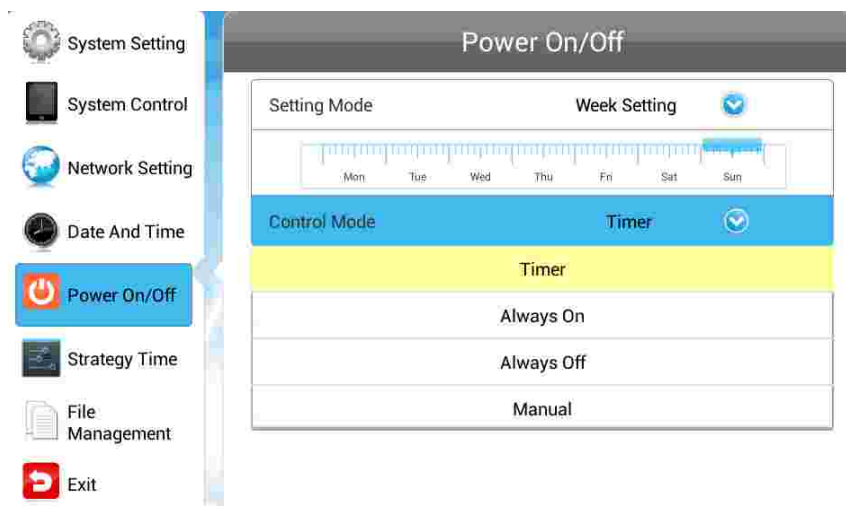 System Setting
System Control
Network Setting
Date And Time
Power On/Off
Strategy Time
File
Management
Exit
Power On/Off
Setting Mode Week Setting
Mon Tue Wed Thu Fri Sat Sun
Control Mode Timer
Timer
Always On
Always Off
Manual